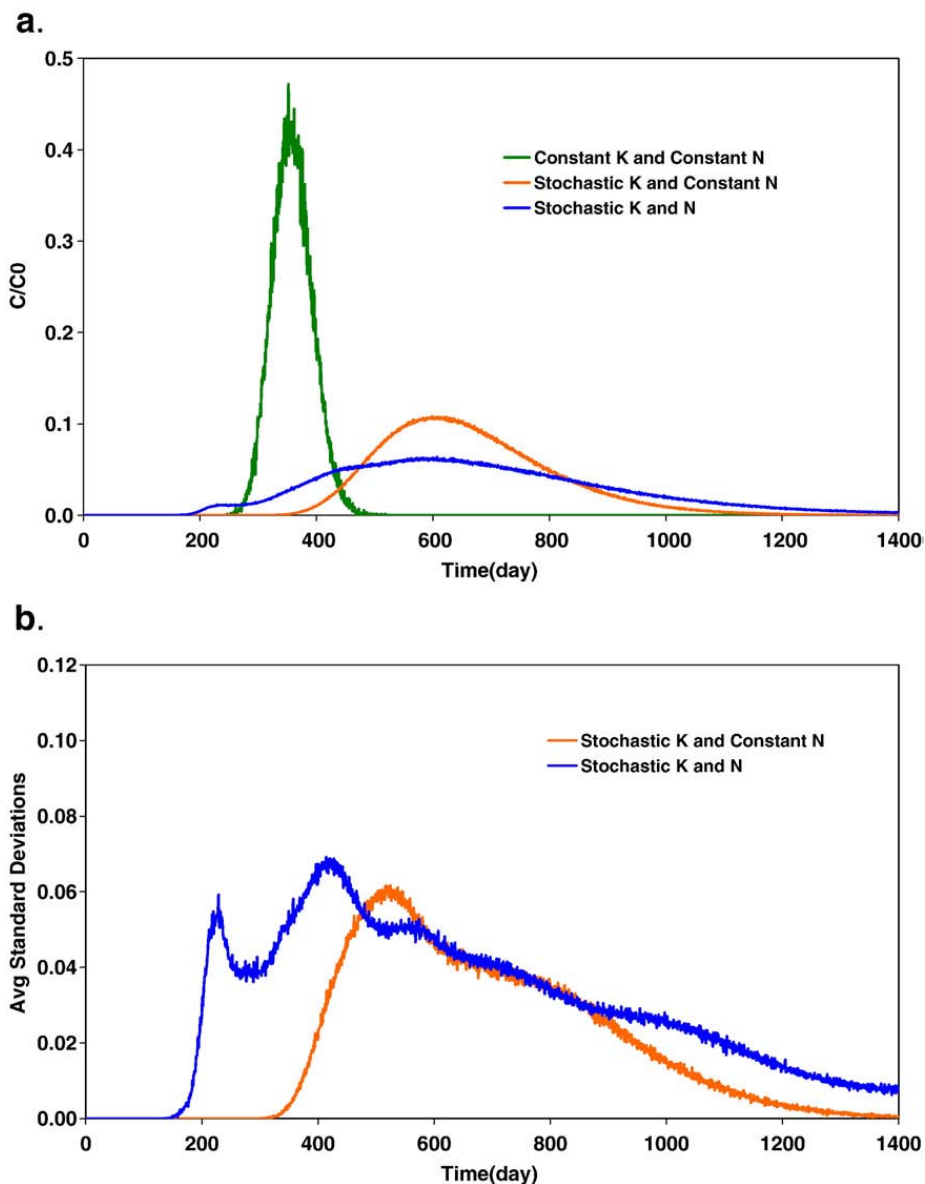 a.
0.5
0.4
0.3
0.2
0.1
0.0
C/C0
Constant K and Constant N
Stochastic K and Constant N
Stochastic K and N
0 200 400 600 800 1000 1200 1400
Time(day)
b.
0.12
0.10
0.08
0.06
0.04
0.02
0.00
Avg Standard Deviations
Stochastic K and Constant N
Stochastic K and N
0 200 400 600 800 1000 1200 1400
Time(day)